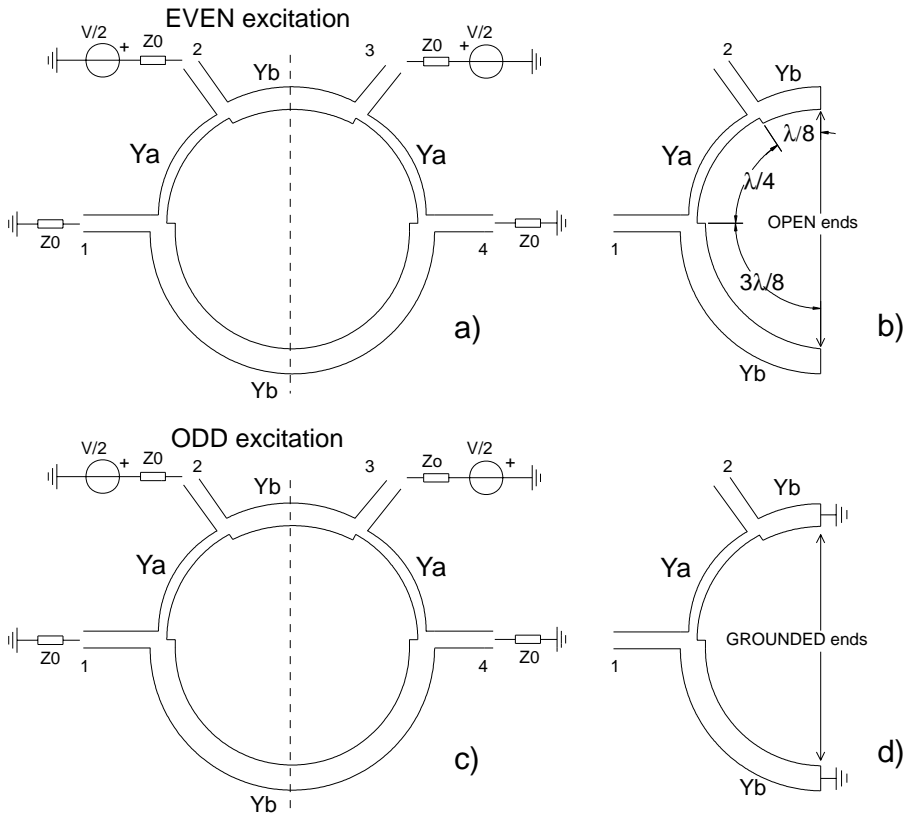 EVEN excitation
V/2
+
Z0
2
3
Z0
+
V/2
Yb
Ya
Ya
Z0
1
4
Z0
a)
Yb
2
Yb
Ya
λ/8
λ/4
OPEN ends
1
3λ/8
b)
Yb
ODD excitation
V/2
+
Z0
2
3
Zo
V/2
+
Yb
Ya
Ya
Z0
1
4
Z0
c)
Yb
2
Yb
Ya
GROUNDED ends
1
d)
Yb